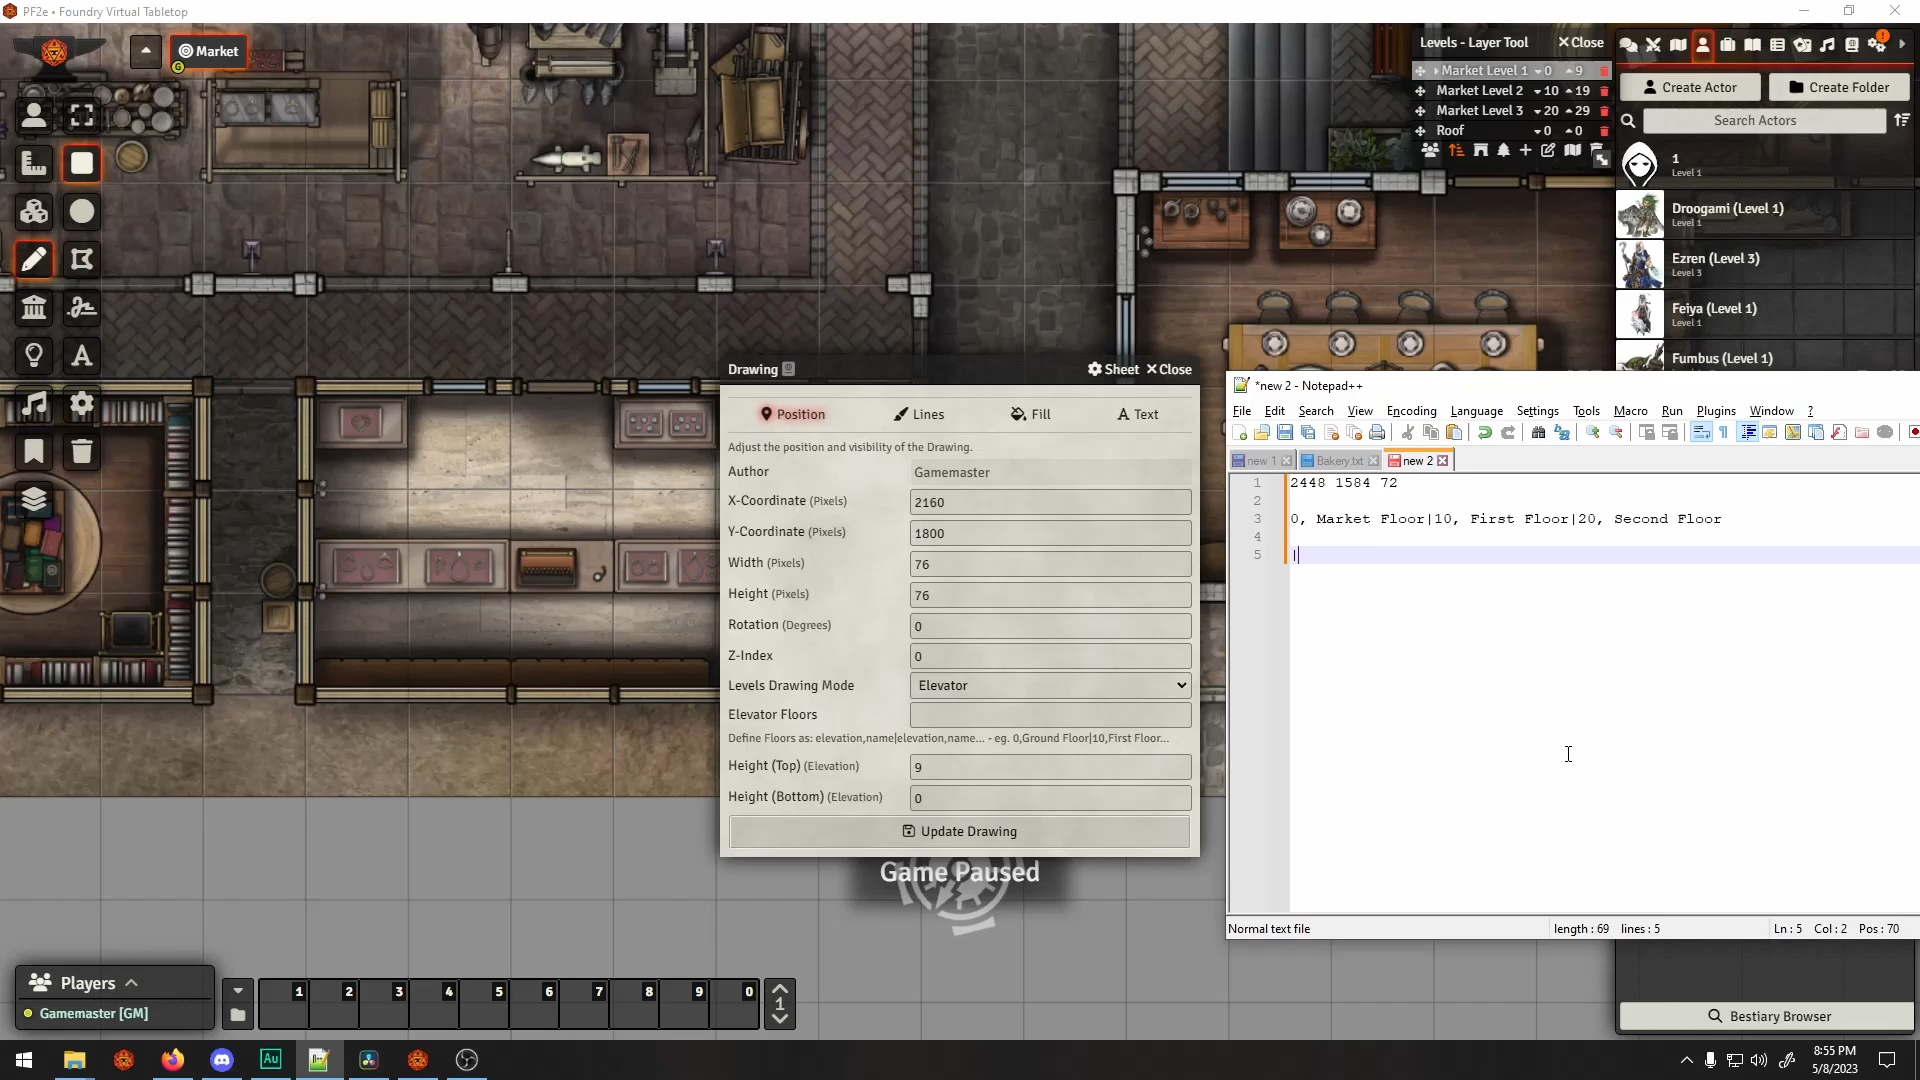 PF2e • Foundry Virtual Tabletop
Market
G
Levels - Layer Tool Close
Market Level 1 0 9
Market Level 2 10 19
Market Level 3 20 29
Roof 0 0
Create Actor Create Folder
Search Actors
1
Level 1
Droogami (Level 1)
Level 1
Ezren (Level 3)
Level 3
Feiya (Level 1)
Level 1
Fumbus (Level 1)
Drawing Sheet Close
Position Lines Fill Text
Adjust the position and visibility of the Drawing.
Author Gamemaster
X-Coordinate (Pixels) 2160
Y-Coordinate (Pixels) 1800
Width (Pixels) 76
Height (Pixels) 76
Rotation (Degrees) 0
Z-Index 0
Levels Drawing Mode Elevator
Elevator Floors
Define Floors as: elevation,name|elevation,name... - eg. 0,Ground Floor|10,First Floor...
Height (Top) (Elevation) 9
Height (Bottom) (Elevation) 0
Update Drawing
Game Paused
*new 2 - Notepad++
File Edit Search View Encoding Language Settings Tools Macro Run Plugins Window ?
new 1 Bakery.txt new 2
1 2448 1584 72
2
3 0, Market Floor|10, First Floor|20, Second Floor
4
5 |
Normal text file length : 69 lines : 5 Ln : 5 Col : 2 Pos : 70
Players
Gamemaster [GM]
1 2 3 4 5 6 7 8 9 0
1
Bestiary Browser
Au
8:55 PM
5/8/2023